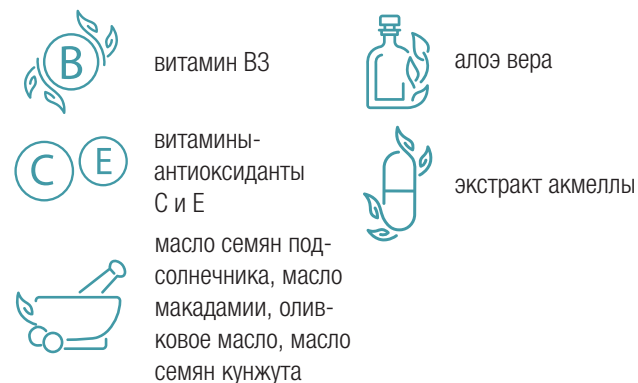 B
витамин B3
C E
витамины-
антиоксиданты
C и E
масло семян под-
солнечника, масло
макадамии, олив-
ковое масло, масло
семян кунжута
алоэ вера
экстракт акмеллы